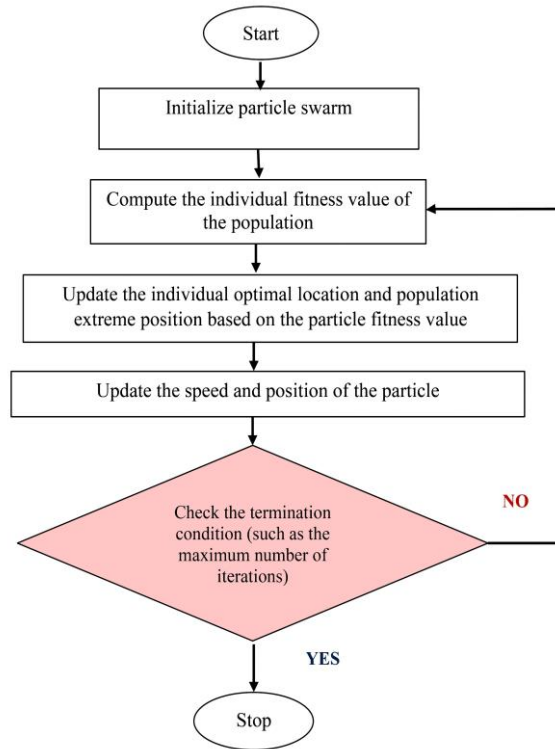 Start
Initialize particle swarm
Compute the individual fitness value of
the population
Update the individual optimal location and population
extreme position based on the particle fitness value
Update the speed and position of the particle
Check the termination
condition (such as the
maximum number of
iterations)
NO
YES
Stop